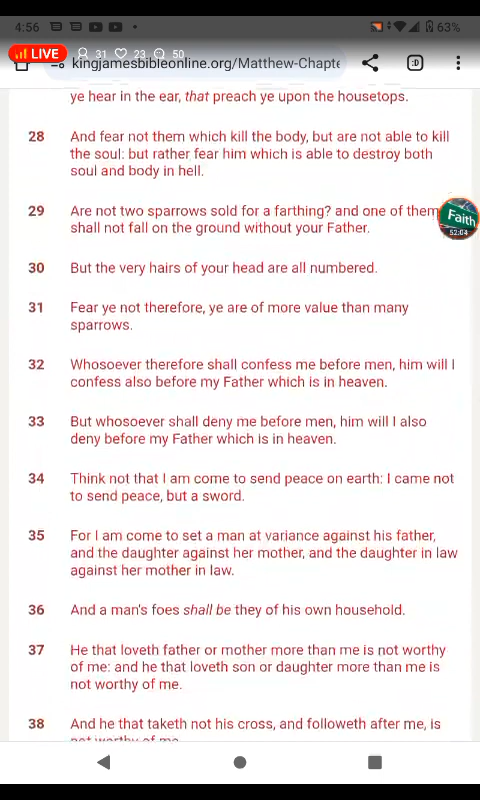 4:56
63%
LIVE 31 23 50
kingjamesbibleonline.org/Matthew-Chapte
:D
ye hear in the ear, that preach ye upon the housetops.
28 And fear not them which kill the body, but are not able to kill
the soul: but rather fear him which is able to destroy both
soul and body in hell.
29 Are not two sparrows sold for a farthing? and one of them
shall not fall on the ground without your Father.
Faith
52:04
30 But the very hairs of your head are all numbered.
31 Fear ye not therefore, ye are of more value than many
sparrows.
32 Whosoever therefore shall confess me before men, him will I
confess also before my Father which is in heaven.
33 But whosoever shall deny me before men, him will I also
deny before my Father which is in heaven.
34 Think not that I am come to send peace on earth: I came not
to send peace, but a sword.
35 For I am come to set a man at variance against his father,
and the daughter against her mother, and the daughter in law
against her mother in law.
36 And a man's foes shall be they of his own household.
37 He that loveth father or mother more than me is not worthy
of me: and he that loveth son or daughter more than me is
not worthy of me.
38 And he that taketh not his cross, and followeth after me, is
not worthy of me